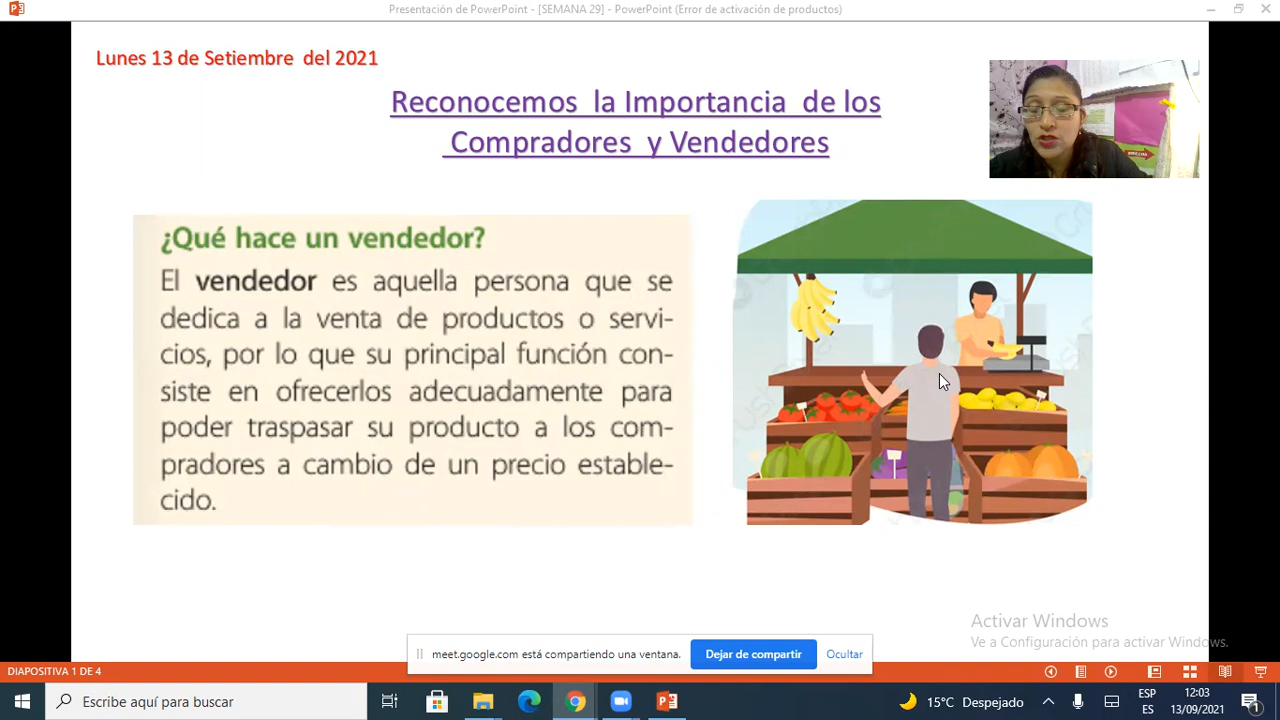 Presentación de PowerPoint - [SEMANA 29] - PowerPoint (Error de activación de productos)
Lunes 13 de Setiembre del 2021
Reconocemos la Importancia de los
Compradores y Vendedores
¿Qué hace un vendedor?
El vendedor es aquella persona que se
dedica a la venta de productos o servi-
cios, por lo que su principal función con-
siste en ofrecerlos adecuadamente para
poder traspasar su producto a los com-
pradores a cambio de un precio estable-
cido.
Activar Windows
Ve a Configuración para activar Windows.
meet.google.com está compartiendo una ventana.
Dejar de compartir
Ocultar
DIAPOSITIVA 1 DE 4
Escribe aquí para buscar
15°C Despejado
ESP
ES
12:03
13/09/2021
1